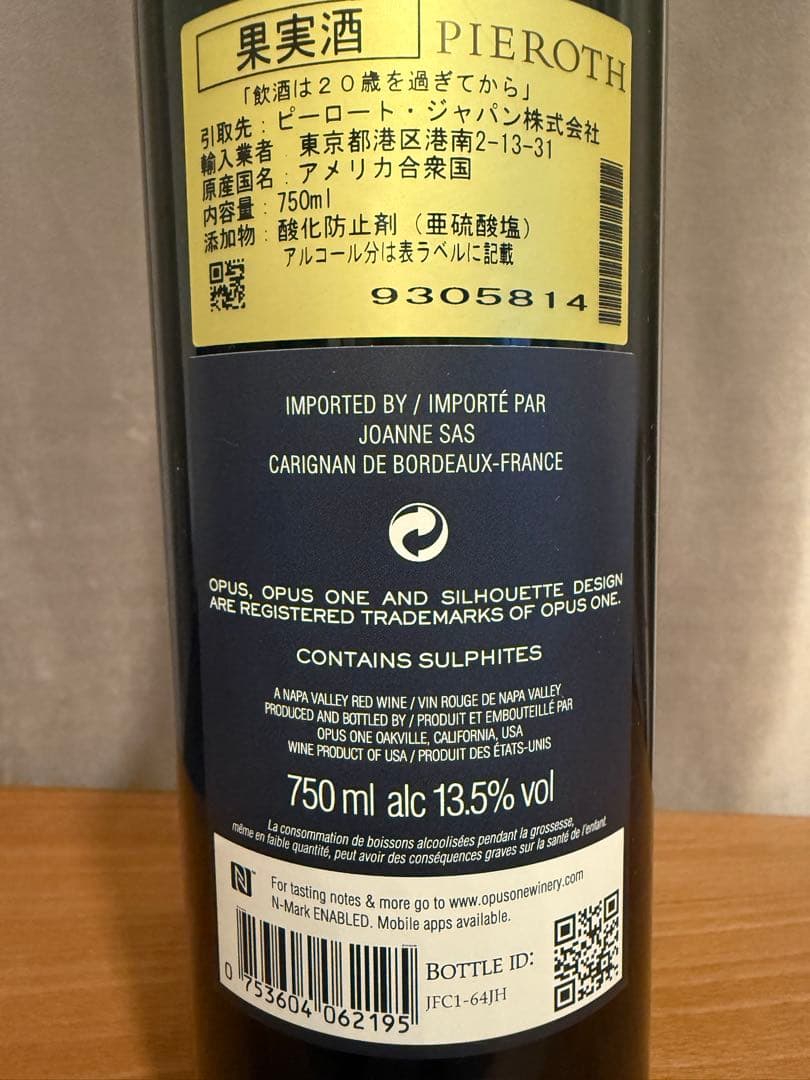 果実酒
PIEROTH
「飲酒は20歳を過ぎてから」
引取先:ピーロート・ジャパン株式会社
輸入業者 東京都港区港南2-13-31
原産国名:アメリカ合衆国
内容量:750ml
添加物:酸化防止剤(亜硫酸塩)
アルコール分は表ラベルに記載
9305814
IMPORTED BY / IMPORTÉ PAR
JOANNE SAS
CARIGNAN DE BORDEAUX-FRANCE
OPUS, OPUS ONE AND SILHOUETTE DESIGN
ARE REGISTERED TRADEMARKS OF OPUS ONE.
CONTAINS SULPHITES
A NAPA VALLEY RED WINE / VIN ROUGE DE NAPA VALLEY
PRODUCED AND BOTTLED BY / PRODUIT ET EMBOUTEILLÉ PAR
OPUS ONE OAKVILLE, CALIFORNIA, USA
WINE PRODUCT OF USA / PRODUIT DES ÉTATS-UNIS
750 ml alc 13.5% vol
La consommation de boissons alcoolisées pendant la grossesse,
même en faible quantité, peut avoir des conséquences graves sur la santé de l'enfant.
N™
For tasting notes & more go to www.opusonewinery.com
N-Mark ENABLED. Mobile apps available.
BOTTLE ID:
JFC1-64JH
0 753604 062195